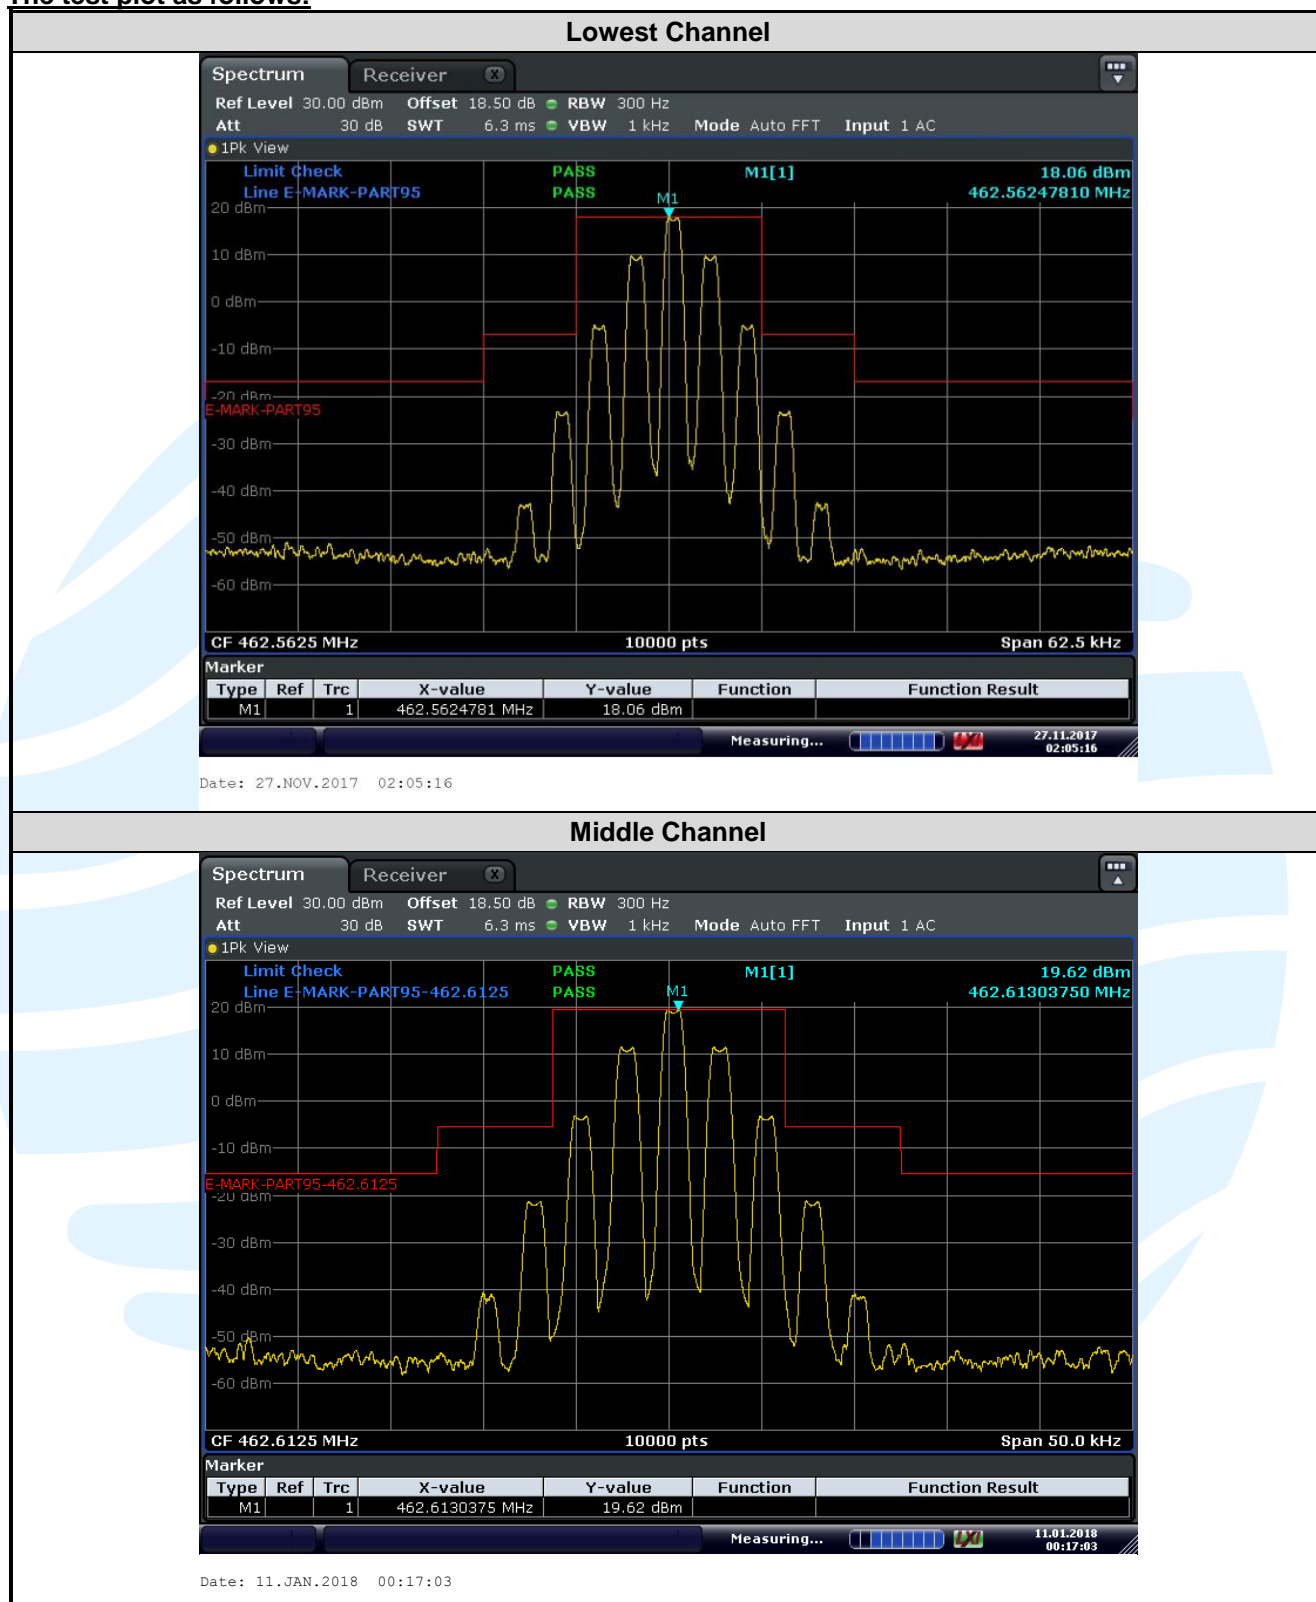 The test plot as follows:
Lowest Channel
Spectrum Receiver X
Ref Level 30.00 dBm Offset 18.50 dB RBW 300 Hz
Att 30 dB SWT 6.3 ms VBW 1 kHz Mode Auto FFT Input 1 AC
1Pk View
Limit Check PASS M1[1] 18.06 dBm
Line E-MARK-PART95 PASS 462.56247810 MHz
M1
20 dBm
10 dBm
0 dBm
-10 dBm
-20 dBm
E-MARK-PART95
-30 dBm
-40 dBm
-50 dBm
-60 dBm
CF 462.5625 MHz 10000 pts Span 62.5 kHz
Marker
Type Ref Trc X-value Y-value Function Function Result
M1 1 462.5624781 MHz 18.06 dBm
Measuring... LXI 27.11.2017
02:05:16
Date: 27.NOV.2017 02:05:16
Middle Channel
Spectrum Receiver X
Ref Level 30.00 dBm Offset 18.50 dB RBW 300 Hz
Att 30 dB SWT 6.3 ms VBW 1 kHz Mode Auto FFT Input 1 AC
1Pk View
Limit Check PASS M1[1] 19.62 dBm
Line E-MARK-PART95-462.6125 PASS M1 462.61303750 MHz
20 dBm
10 dBm
0 dBm
-10 dBm
E-MARK-PART95-462.6125
-20 dBm
-30 dBm
-40 dBm
-50 dBm
-60 dBm
CF 462.6125 MHz 10000 pts Span 50.0 kHz
Marker
Type Ref Trc X-value Y-value Function Function Result
M1 1 462.6130375 MHz 19.62 dBm
Measuring... LXI 11.01.2018
00:17:03
Date: 11.JAN.2018 00:17:03